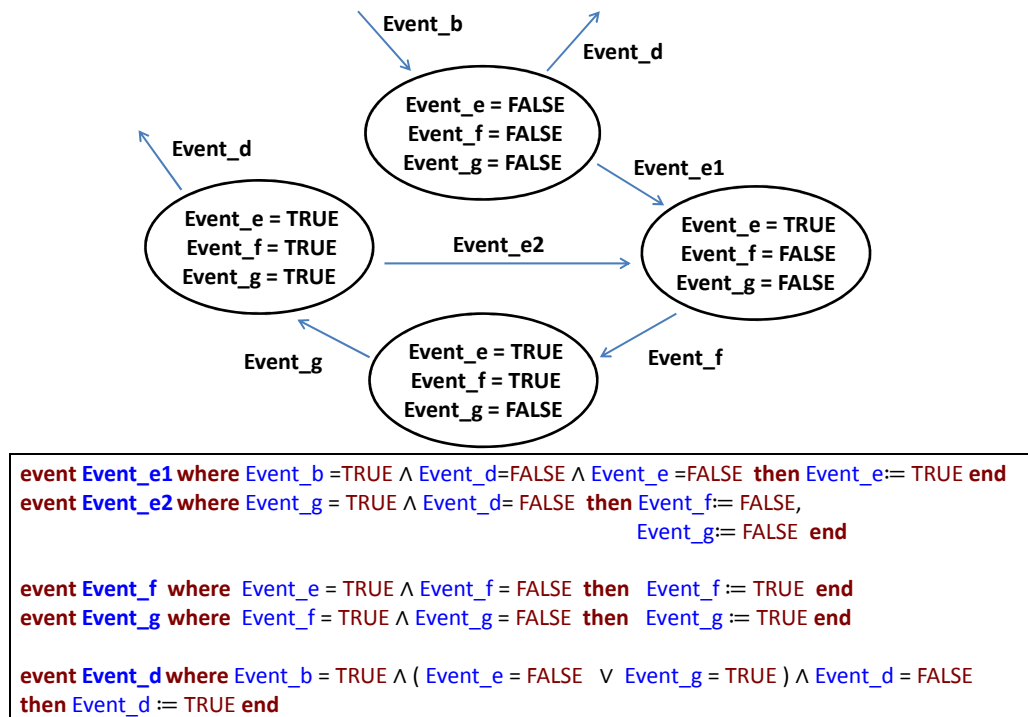 Event_b
Event_d
Event_e = FALSE
Event_f = FALSE
Event_g = FALSE
Event_d
Event_e1
Event_e = TRUE
Event_f = TRUE
Event_g = TRUE
Event_e2
Event_e = TRUE
Event_f = FALSE
Event_g = FALSE
Event_g
Event_e = TRUE
Event_f = TRUE
Event_g = FALSE
Event_f
event Event_e1 where Event_b =TRUE ∧ Event_d=FALSE ∧ Event_e =FALSE then Event_e:= TRUE end
event Event_e2 where Event_g = TRUE ∧ Event_d= FALSE then Event_f:= FALSE,
Event_g:= FALSE end
event Event_f where Event_e = TRUE ∧ Event_f = FALSE then Event_f := TRUE end
event Event_g where Event_f = TRUE ∧ Event_g = FALSE then Event_g := TRUE end
event Event_d where Event_b = TRUE ∧ ( Event_e = FALSE ∨ Event_g = TRUE ) ∧ Event_d = FALSE
then Event_d := TRUE end